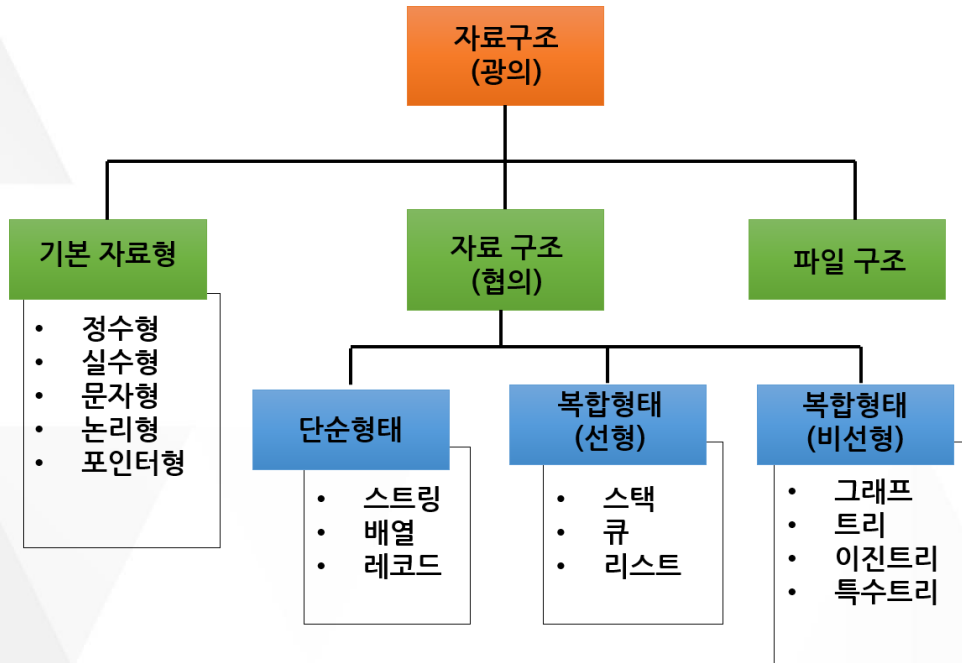 자료구조
(광의)
기본 자료형
자료 구조
(협의)
파일 구조
• 정수형
• 실수형
• 문자형
• 논리형
• 포인터형
단순형태
복합형태
(선형)
복합형태
(비선형)
• 스트링
• 배열
• 레코드
• 스택
• 큐
• 리스트
• 그래프
• 트리
• 이진트리
• 특수트리